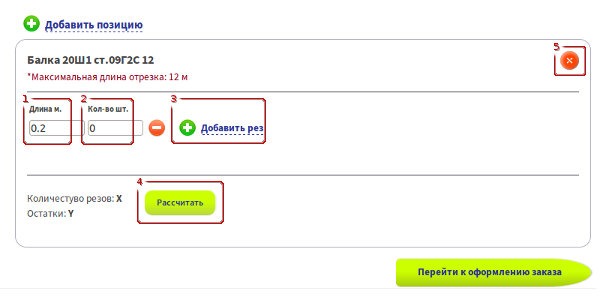 Добавить позицию
5
Балка 20Ш1 ст.09Г2С 12
*Максимальная длина отрезка: 12 м
1 2 3
Длина м. Кол-во шт.
0.2 0 Добавить рез
4
Количестуво резов: X
Рассчитать
Остатки: Y
Перейти к оформлению заказа